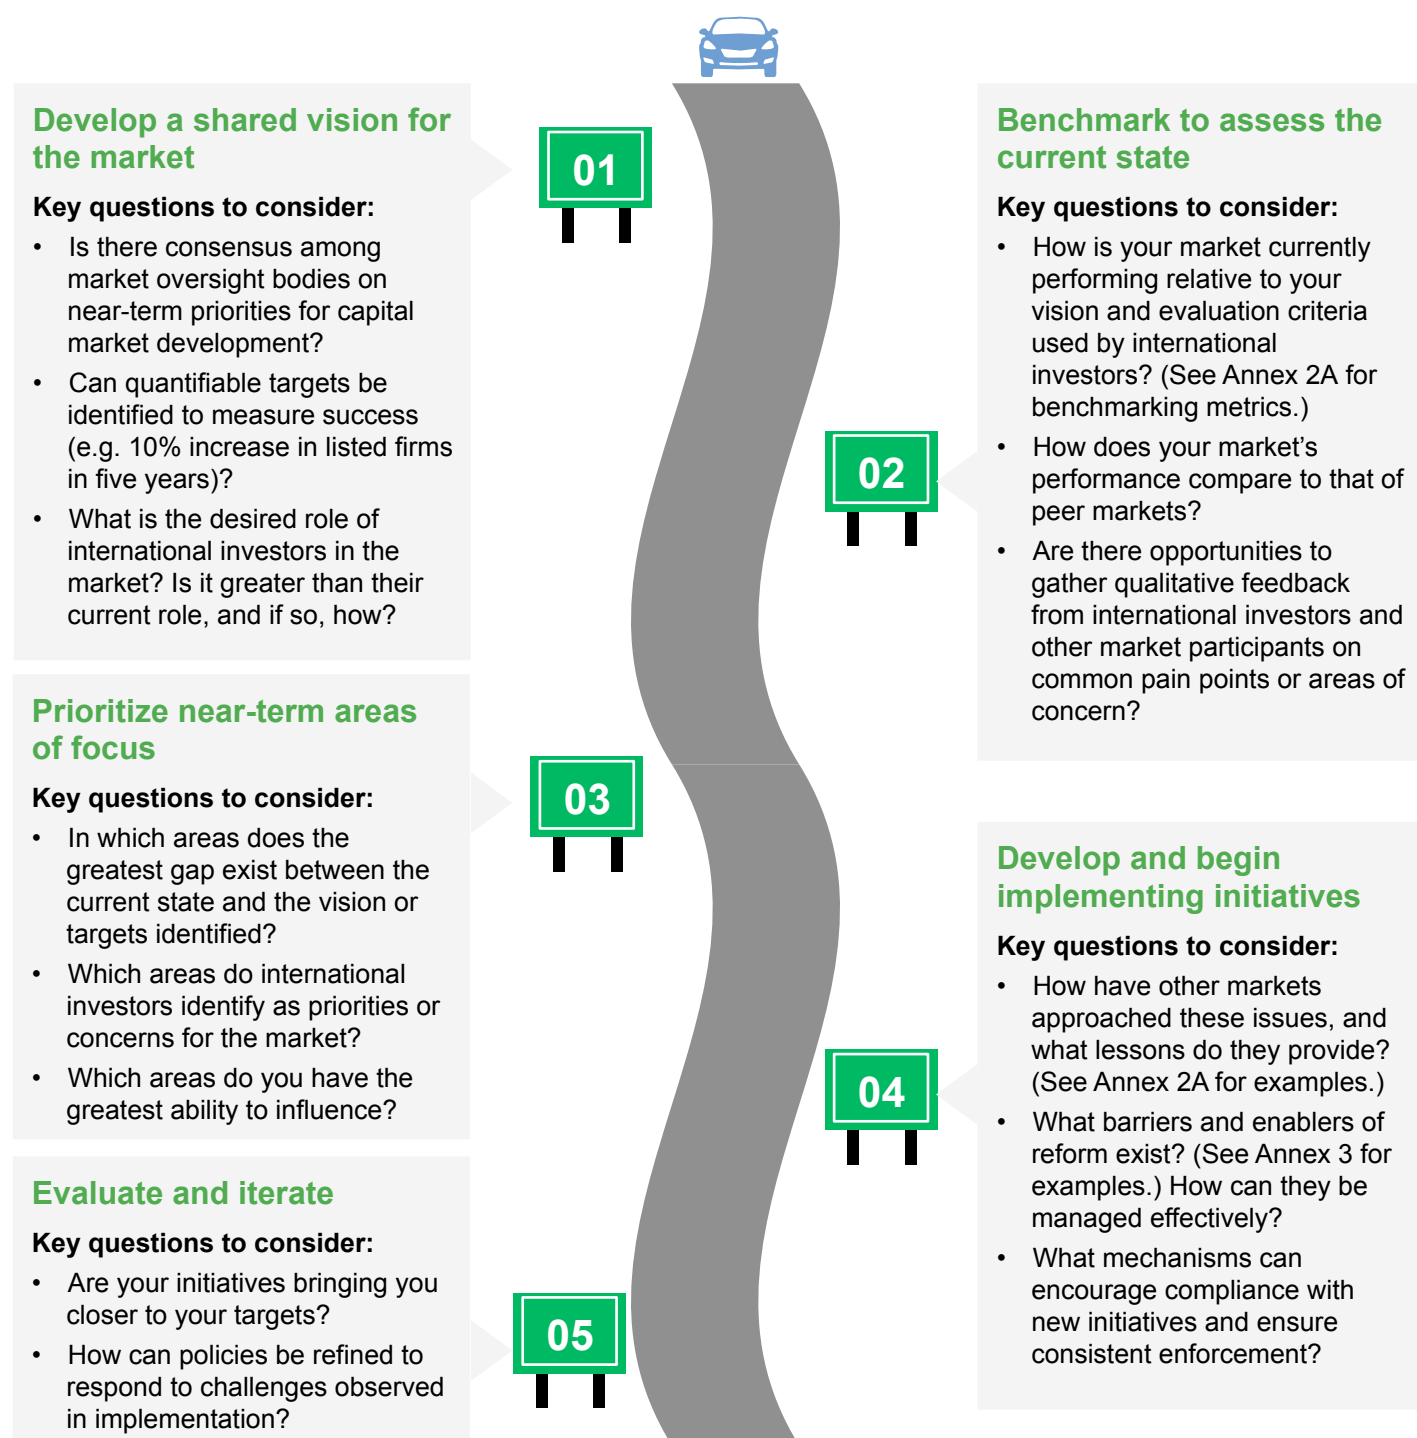 Develop a shared vision for
the market
Key questions to consider:
• Is there consensus among
market oversight bodies on
near-term priorities for capital
market development?
• Can quantifiable targets be
identified to measure success
(e.g. 10% increase in listed firms
in five years)?
• What is the desired role of
international investors in the
market? Is it greater than their
current role, and if so, how?
01
Benchmark to assess the
current state
Key questions to consider:
• How is your market currently
performing relative to your
vision and evaluation criteria
used by international
investors? (See Annex 2A for
benchmarking metrics.)
• How does your market’s
performance compare to that of
peer markets?
• Are there opportunities to
gather qualitative feedback
from international investors and
other market participants on
common pain points or areas of
concern?
02
Prioritize near-term areas
of focus
Key questions to consider:
• In which areas does the
greatest gap exist between the
current state and the vision or
targets identified?
• Which areas do international
investors identify as priorities or
concerns for the market?
• Which areas do you have the
greatest ability to influence?
03
Develop and begin
implementing initiatives
Key questions to consider:
• How have other markets
approached these issues, and
what lessons do they provide?
(See Annex 2A for examples.)
• What barriers and enablers of
reform exist? (See Annex 3 for
examples.) How can they be
managed effectively?
• What mechanisms can
encourage compliance with
new initiatives and ensure
consistent enforcement?
04
Evaluate and iterate
Key questions to consider:
• Are your initiatives bringing you
closer to your targets?
• How can policies be refined to
respond to challenges observed
in implementation?
05